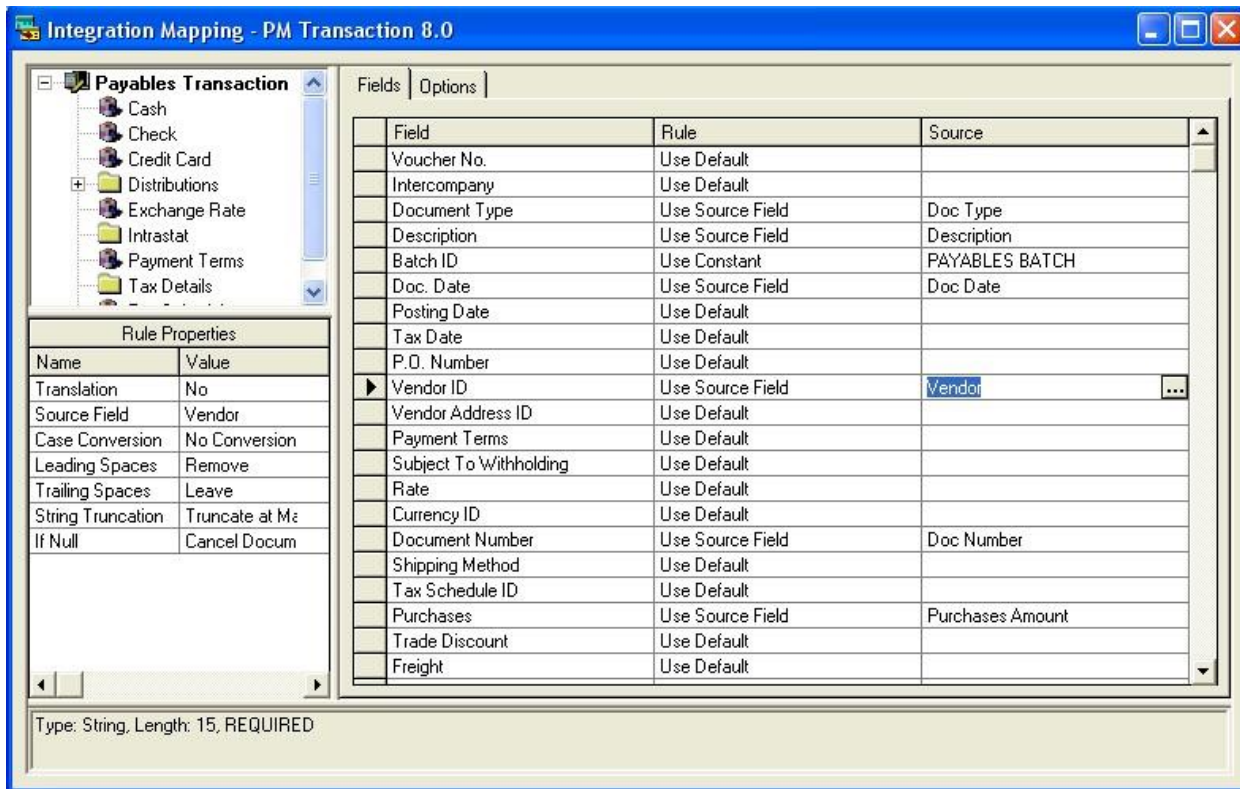 Integration Mapping - PM Transaction 8.0
Payables Transaction
Cash
Check
Credit Card
Distributions
Exchange Rate
Intrastat
Payment Terms
Tax Details
Rule Properties
Name Value
Translation No
Source Field Vendor
Case Conversion No Conversion
Leading Spaces Remove
Trailing Spaces Leave
String Truncation Truncate at Ma
If Null Cancel Docum
Fields Options
Field Rule Source
Voucher No. Use Default
Intercompany Use Default
Document Type Use Source Field Doc Type
Description Use Source Field Description
Batch ID Use Constant PAYABLES BATCH
Doc. Date Use Source Field Doc Date
Posting Date Use Default
Tax Date Use Default
P.O. Number Use Default
Vendor ID Use Source Field Vendor ...
Vendor Address ID Use Default
Payment Terms Use Default
Subject To Withholding Use Default
Rate Use Default
Currency ID Use Default
Document Number Use Source Field Doc Number
Shipping Method Use Default
Tax Schedule ID Use Default
Purchases Use Source Field Purchases Amount
Trade Discount Use Default
Freight Use Default
Type: String, Length: 15, REQUIRED